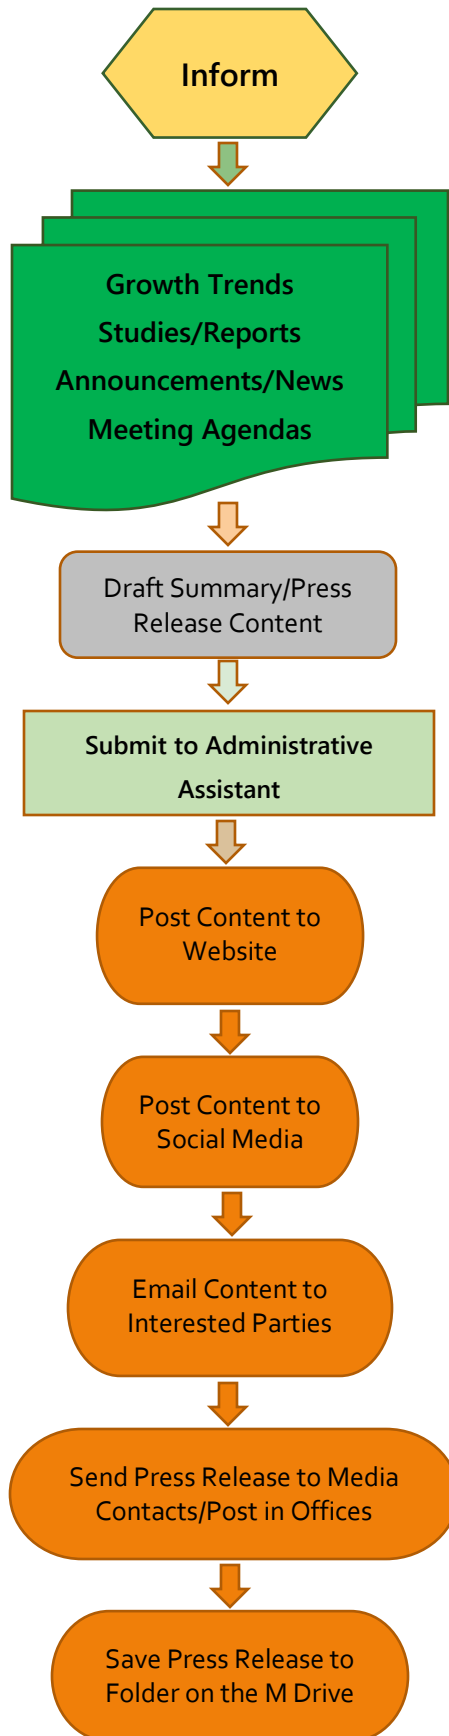 Inform
Growth Trends
Studies/Reports
Announcements/News
Meeting Agendas
Draft Summary/Press
Release Content
Submit to Administrative
Assistant
Post Content to
Website
Post Content to
Social Media
Email Content to
Interested Parties
Send Press Release to Media
Contacts/Post in Offices
Save Press Release to
Folder on the M Drive